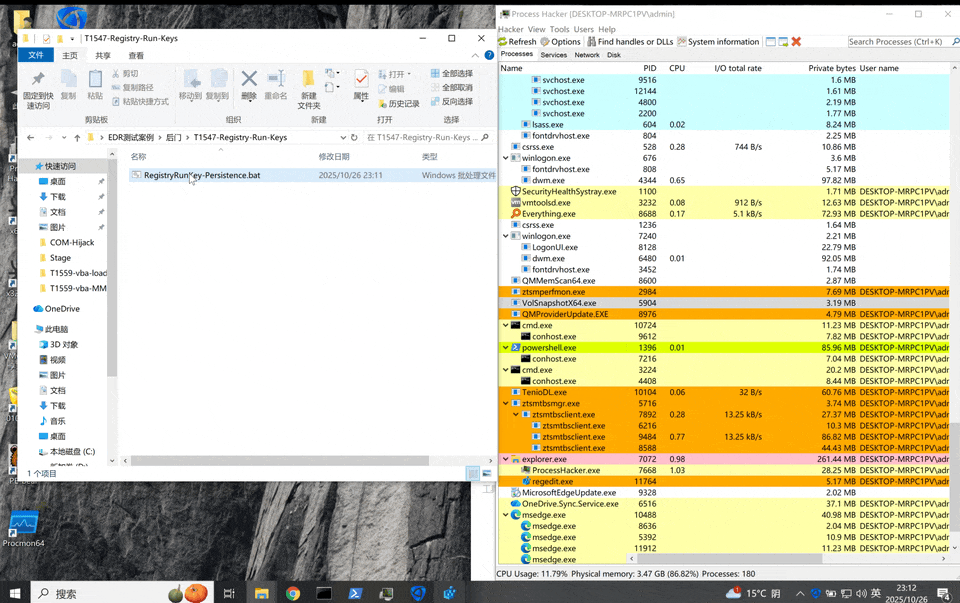 T1547-Registry-Run-Keys
文件 主页 共享 查看
固定到快速访问
复制
粘贴
剪切
复制路径
粘贴快捷方式
剪贴板
移动到
复制到
删除
重命名
组织
新建
文件夹
新建
属性
打开
编辑
历史记录
打开
全部选择
全部取消
反向选择
选择
EDR测试案例 › 后门 › T1547-Registry-Run-Keys
在 T1547-Registry-Run-Keys ...
名称 修改日期 类型
RegistryRunKey-Persistence.bat 2025/10/26 23:11 Windows 批处理文件
快速访问
桌面
下载
文档
图片
COM-Hijack
Stage
T1559-vba-load
T1559-vba-MM
OneDrive
此电脑
3D 对象
视频
图片
文档
下载
音乐
桌面
本地磁盘 (C:)
1 个项目
Procmon64
Process Hacker [DESKTOP-MRPC1PV\admin]
Hacker View Tools Users Help
Refresh Options Find handles or DLLs System information Search Processes (Ctrl+K)
Processes Services Network Disk
Name PID CPU I/O total rate Private bytes User name
svchost.exe 9516 1.6 MB
svchost.exe 12144 1.61 MB
svchost.exe 4800 2.19 MB
svchost.exe 2200 1.77 MB
lsass.exe 604 0.02 8.24 MB
fontdrvhost.exe 804 2.25 MB
csrss.exe 528 0.28 744 B/s 10.86 MB
winlogon.exe 676 3.6 MB
fontdrvhost.exe 808 5.17 MB
dwm.exe 4344 0.65 97.82 MB
SecurityHealthSystray.exe 1100 1.71 MB DESKTOP-MRPC1PV\adr
vmtoolsd.exe 3232 0.08 912 B/s 12.63 MB DESKTOP-MRPC1PV\adr
Everything.exe 8688 0.17 5.1 kB/s 72.93 MB DESKTOP-MRPC1PV\adr
csrss.exe 1236 1.64 MB
winlogon.exe 7240 2.21 MB
LogonUI.exe 8128 22.79 MB
dwm.exe 6480 0.01 92.05 MB
fontdrvhost.exe 3452 1.74 MB
QMMemScan64.exe 8600 2.87 MB
ztsmperfmon.exe 2984 7.69 MB DESKTOP-MRPC1PV\adr
VolSnapshotX64.exe 5904 3.19 MB
QMProviderUpdate.EXE 8976 4.79 MB DESKTOP-MRPC1PV\adr
cmd.exe 10724 11.23 MB DESKTOP-MRPC1PV\adr
conhost.exe 9612 7.82 MB DESKTOP-MRPC1PV\adr
powershell.exe 1396 0.01 85.96 MB DESKTOP-MRPC1PV\adr
conhost.exe 7216 7.04 MB DESKTOP-MRPC1PV\adr
cmd.exe 3224 20.2 MB DESKTOP-MRPC1PV\adr
conhost.exe 4408 8.44 MB DESKTOP-MRPC1PV\adr
TenioDL.exe 10104 0.06 32 B/s 60.76 MB DESKTOP-MRPC1PV\adr
ztsmtbsmgr.exe 5716 3.74 MB DESKTOP-MRPC1PV\adr
ztsmtbsclient.exe 7892 0.28 13.25 kB/s 27.37 MB DESKTOP-MRPC1PV\adr
ztsmtbsclient.exe 6216 10.3 MB DESKTOP-MRPC1PV\adr
ztsmtbsclient.exe 9484 0.77 13.25 kB/s 86.82 MB DESKTOP-MRPC1PV\adr
ztsmtbsclient.exe 8588 44.43 MB DESKTOP-MRPC1PV\adr
explorer.exe 7072 0.98 261.44 MB DESKTOP-MRPC1PV\adr
ProcessHacker.exe 7668 1.03 28.25 MB DESKTOP-MRPC1PV\adr
regedit.exe 11764 5.17 MB DESKTOP-MRPC1PV\adr
MicrosoftEdgeUpdate.exe 9328 2.02 MB
OneDrive.Sync.Service.exe 6516 37.1 MB DESKTOP-MRPC1PV\adr
msedge.exe 10488 40.98 MB DESKTOP-MRPC1PV\adr
msedge.exe 8636 2.04 MB DESKTOP-MRPC1PV\adr
msedge.exe 5392 10.9 MB DESKTOP-MRPC1PV\adr
msedge.exe 11912 11.23 MB DESKTOP-MRPC1PV\adr
msedge.exe
CPU Usage: 11.79% Physical memory: 3.47 GB (86.82%) Processes: 180
搜索
15°C 阴
英
23:12
2025/10/26